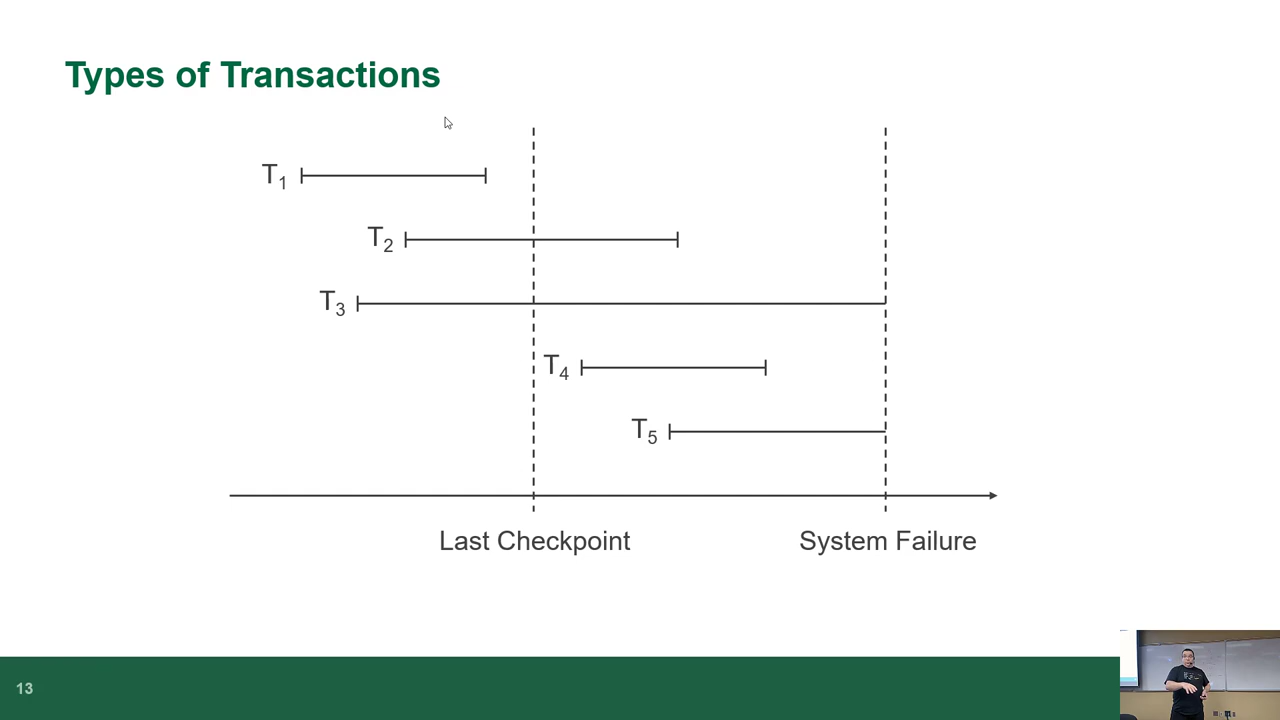 Types of Transactions
T1
T2
T3
T4
T5
Last Checkpoint
System Failure
13